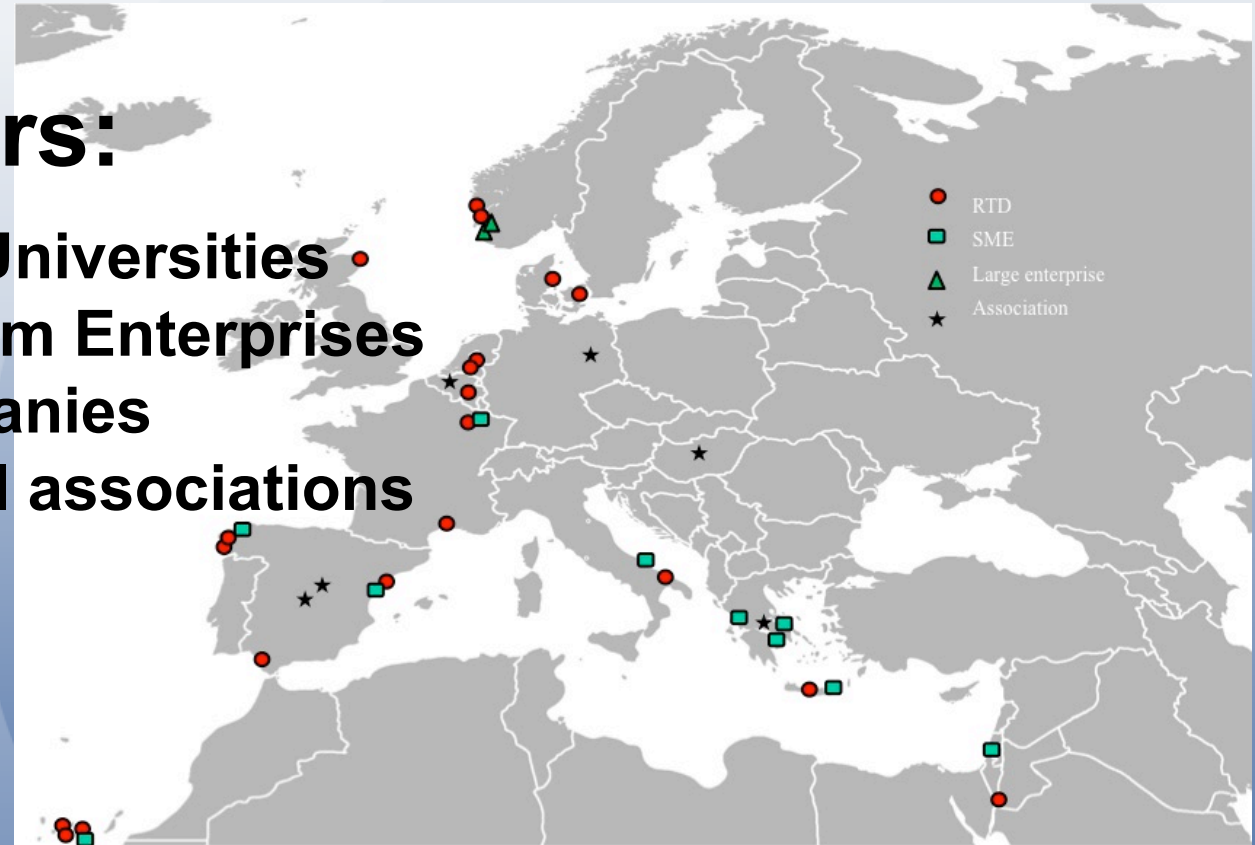 rs:
Universities
m Enterprises
anies
l associations
RTD
SME
Large enterprise
Association